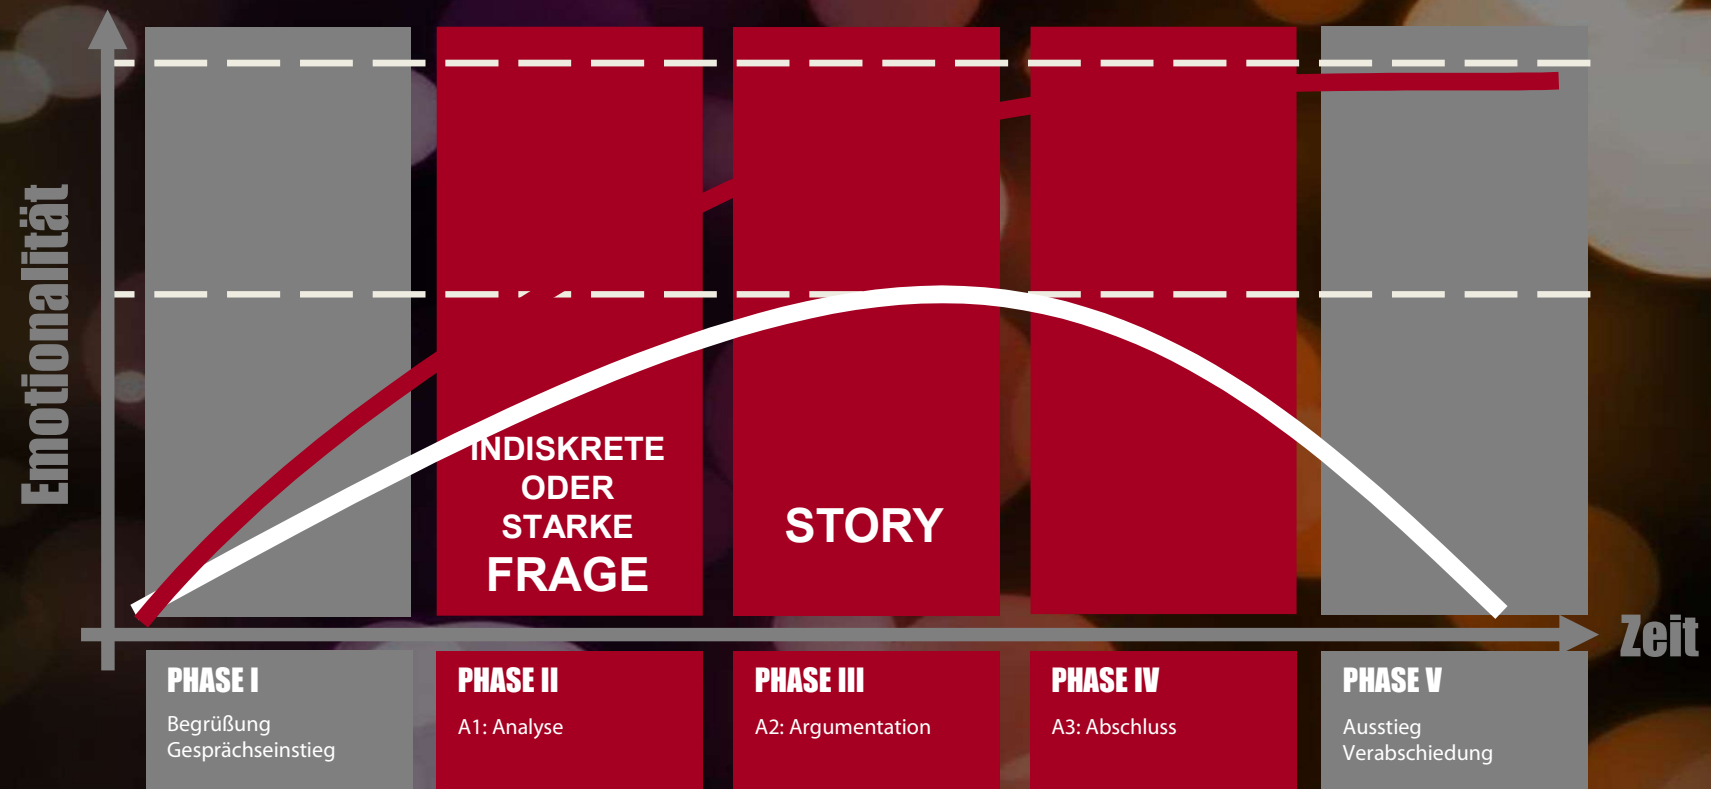 Emotionalität
INDISKRETE
ODER
STARKE
FRAGE
STORY
Zeit
PHASE I
Begrüßung
Gesprächseinstieg
PHASE II
A1: Analyse
PHASE III
A2: Argumentation
PHASE IV
A3: Abschluss
PHASE V
Ausstieg
Verabschiedung